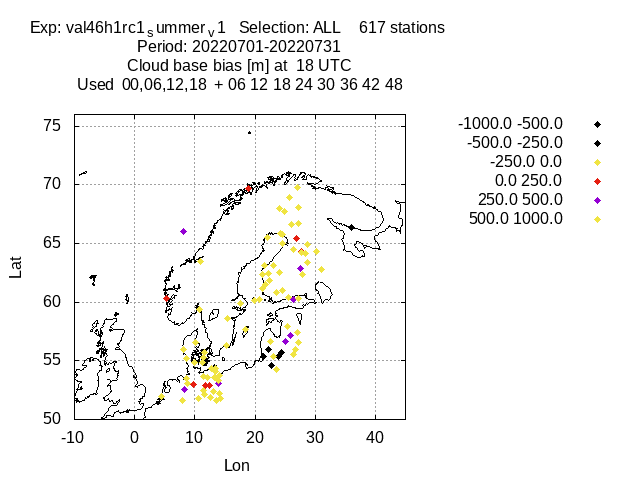 Exp: val46h1rc1summerv1   Selection: ALL    617 stations
Period: 20220701-20220731
Cloud base bias [m] at  18 UTC
Used  00,06,12,18  + 06 12 18 24 30 36 42 48
-1000.0 -500.0
-500.0 -250.0
-250.0 0.0
0.0 250.0
250.0 500.0
500.0 1000.0
75
70
65
60
55
50
Lat
-10 0 10 20 30 40
Lon